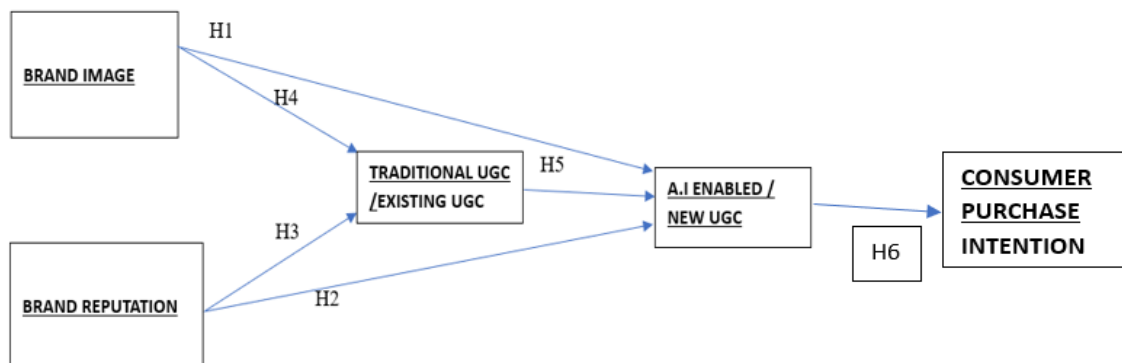 H1
BRAND IMAGE
H4
TRADITIONAL UGC
/EXISTING UGC
H5
A.I ENABLED /
NEW UGC
CONSUMER
PURCHASE
INTENTION
H3
H6
BRAND REPUTATION
H2